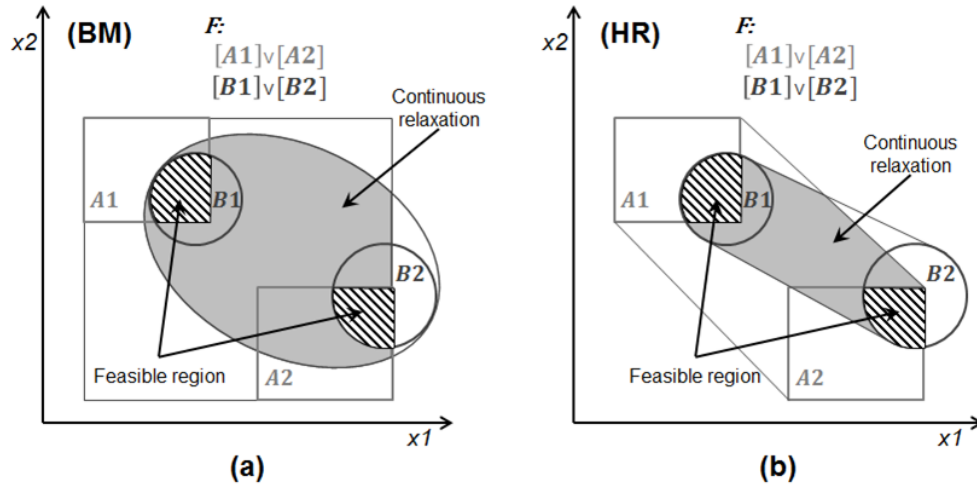 x2
(BM)
F:
[A1]∨[A2]
[B1]∨[B2]
Continuous
relaxation
A1
B1
B2
Feasible region
A2
x1
(a)
x2
(HR)
F:
[A1]∨[A2]
[B1]∨[B2]
Continuous
relaxation
A1
B1
B2
Feasible region
A2
x1
(b)